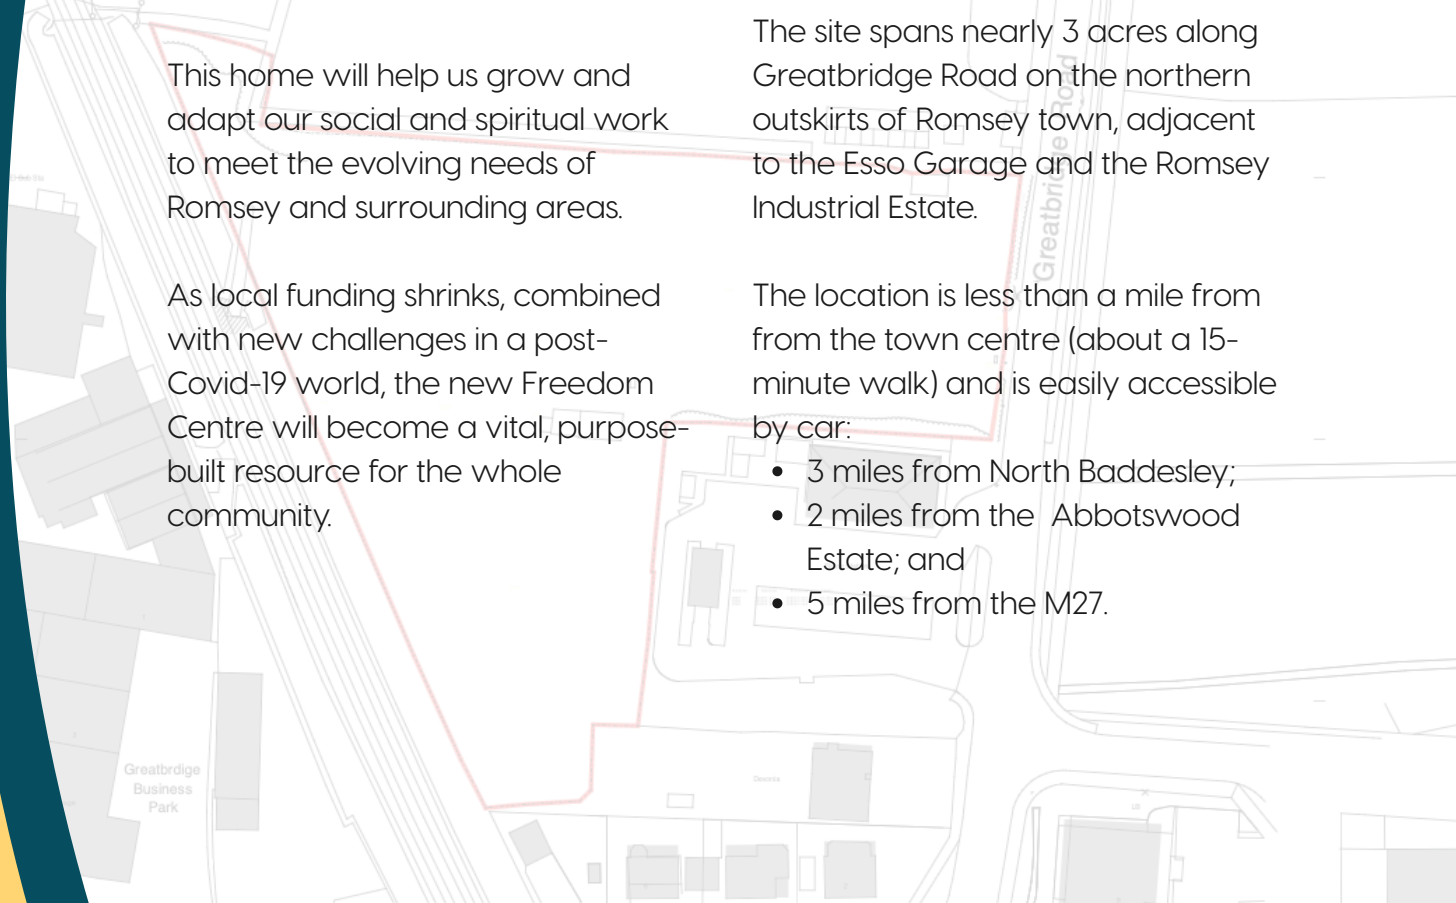 This home will help us grow and
adapt our social and spiritual work
to meet the evolving needs of
Romsey and surrounding areas.
As local funding shrinks, combined
with new challenges in a post-
Covid-19 world, the new Freedom
Centre will become a vital, purpose-
built resource for the whole
community.
The site spans nearly 3 acres along
Greatbridge Road on the northern
outskirts of Romsey town, adjacent
to the Esso Garage and the Romsey
Industrial Estate.
The location is less than a mile from
from the town centre (about a 15-
minute walk) and is easily accessible
by car:
• 3 miles from North Baddesley;
• 2 miles from the Abbotswood
Estate; and
• 5 miles from the M27.
Greatbridge Road
Greatbrdige
Business
Park